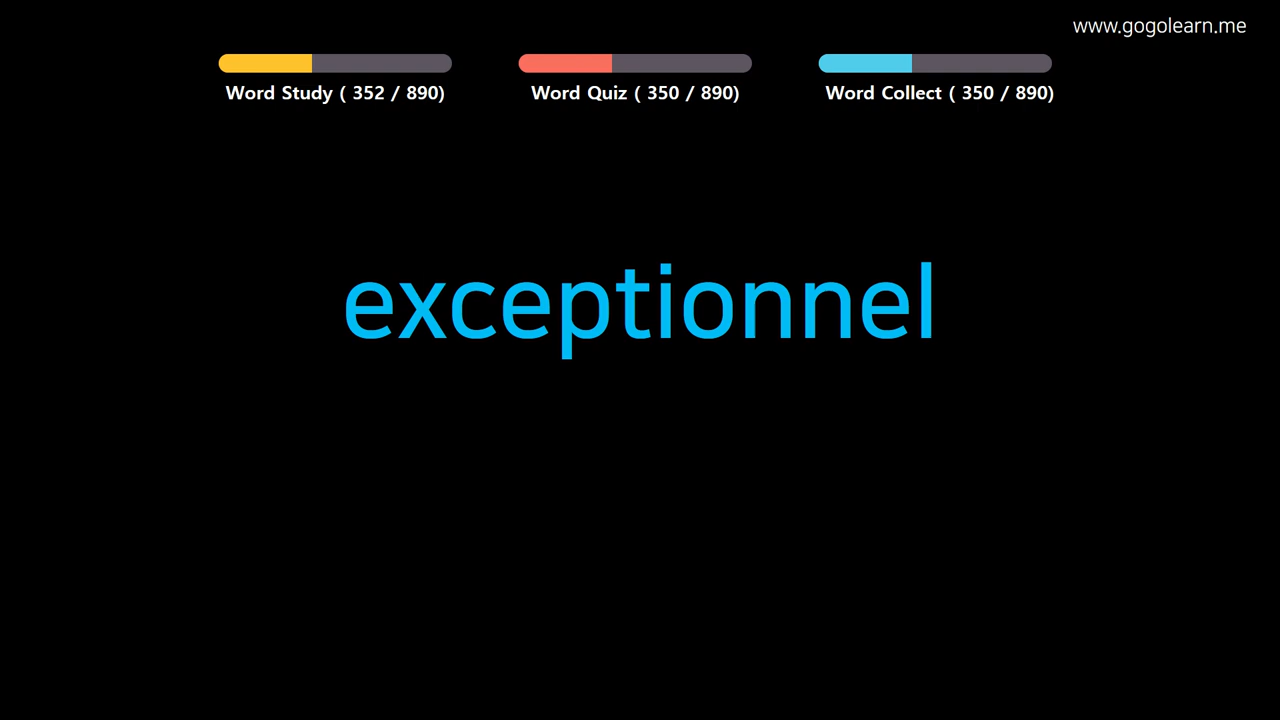 www.gogolearn.me
Word Study ( 352 / 890)
Word Quiz ( 350 / 890)
Word Collect ( 350 / 890)
exceptionnel